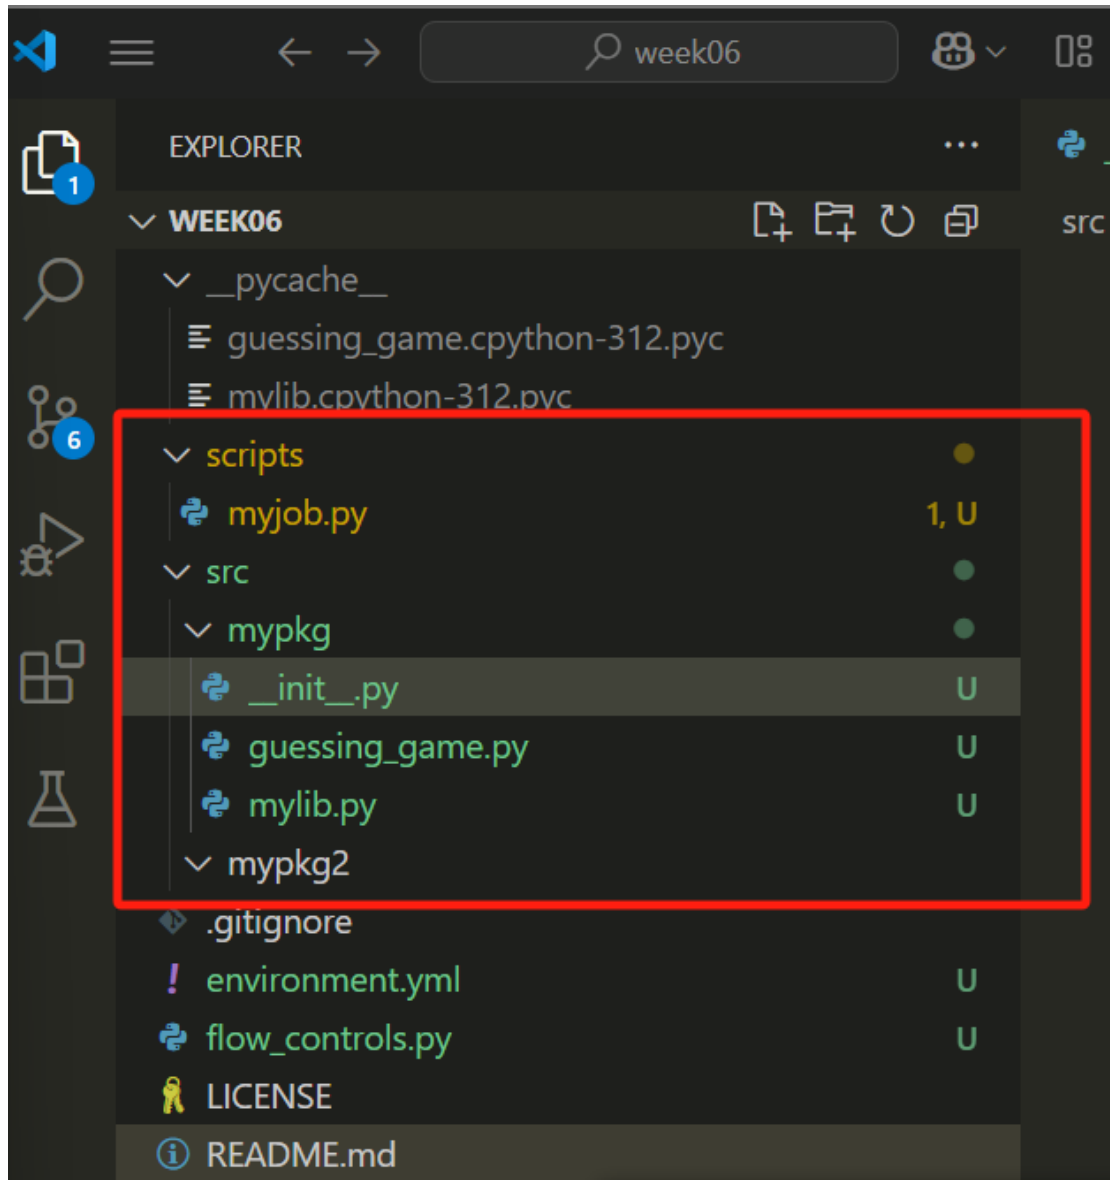 week06
EXPLORER
1
WEEK06
src
__pycache__
guessing_game.cpython-312.pyc
mylib.cpython-312.pyc
6
scripts
myjob.py 1, U
src
mypkg
__init__.py U
guessing_game.py U
mylib.py U
mypkg2
.gitignore
environment.yml U
flow_controls.py U
LICENSE
README.md